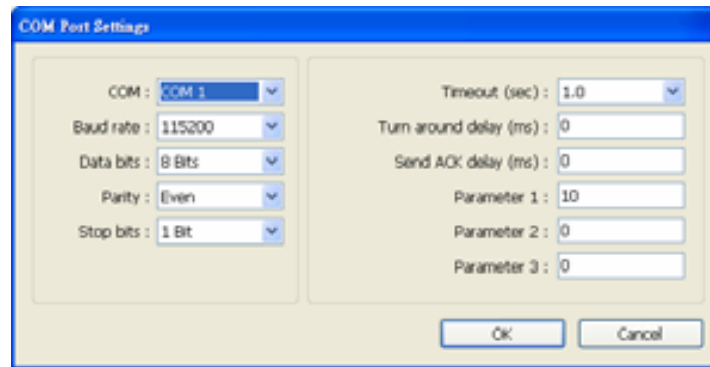 COM Port Settings
COM : COM 1
Baud rate : 115200
Data bits : 8 Bits
Parity : Even
Stop bits : 1 Bit
Timeout (sec) : 1.0
Turn around delay (ms) : 0
Send ACK delay (ms) : 0
Parameter 1 : 10
Parameter 2 : 0
Parameter 3 : 0
OK Cancel